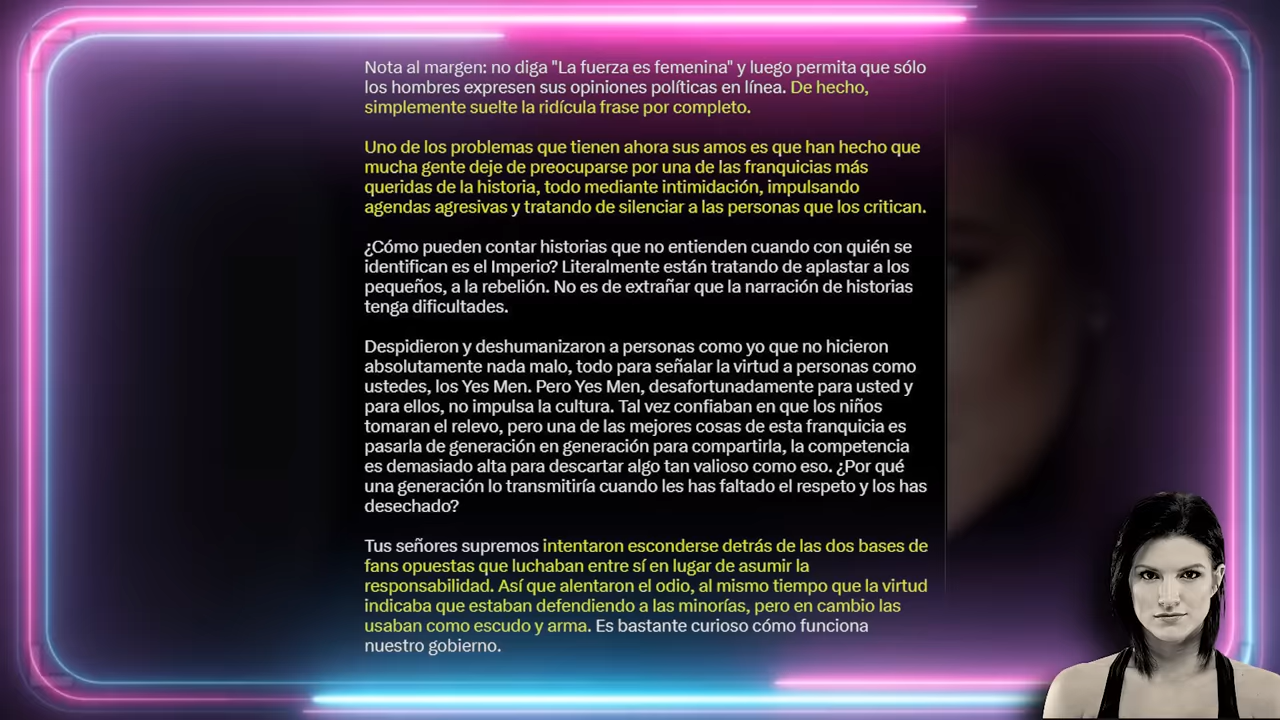 Nota al margen: no diga "La fuerza es femenina" y luego permita que sólo
los hombres expresen sus opiniones políticas en línea. De hecho,
simplemente suelte la ridícula frase por completo.
Uno de los problemas que tienen ahora sus amos es que han hecho que
mucha gente deje de preocuparse por una de las franquicias más
queridas de la historia, todo mediante intimidación, impulsando
agendas agresivas y tratando de silenciar a las personas que los critican.
¿Cómo pueden contar historias que no entienden cuando con quién se
identifican es el Imperio? Literalmente están tratando de aplastar a los
pequeños, a la rebelión. No es de extrañar que la narración de historias
tenga dificultades.
Despidieron y deshumanizaron a personas como yo que no hicieron
absolutamente nada malo, todo para señalar la virtud a personas como
ustedes, los Yes Men. Pero Yes Men, desafortunadamente para usted y
para ellos, no impulsa la cultura. Tal vez confiaban en que los niños
tomaran el relevo, pero una de las mejores cosas de esta franquicia es
pasarla de generación en generación para compartirla, la competencia
es demasiado alta para descartar algo tan valioso como eso. ¿Por qué
una generación lo transmitiría cuando les has faltado el respeto y los has
desechado?
Tus señores supremos intentaron esconderse detrás de las dos bases de
fans opuestas que luchaban entre sí en lugar de asumir la
responsabilidad. Así que alentaron el odio, al mismo tiempo que la virtud
indicaba que estaban defendiendo a las minorías, pero en cambio las
usaban como escudo y arma. Es bastante curioso cómo funciona
nuestro gobierno.